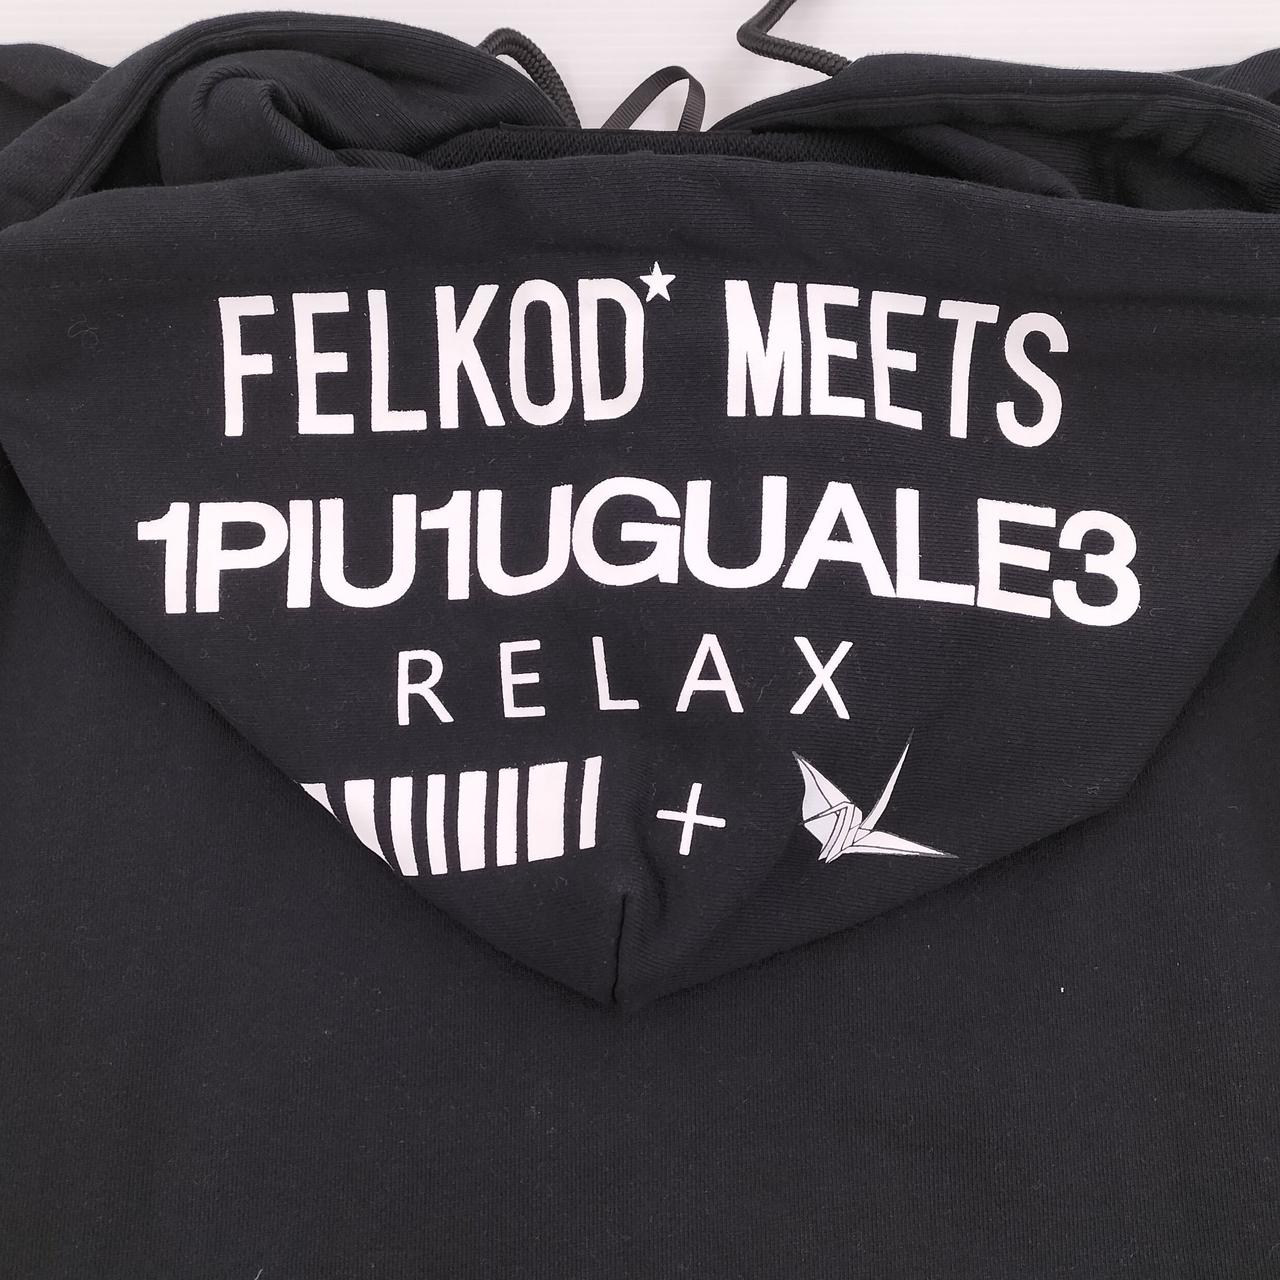 FELKOD★ MEETS
1PIU1UGUALE3
RELAX
+